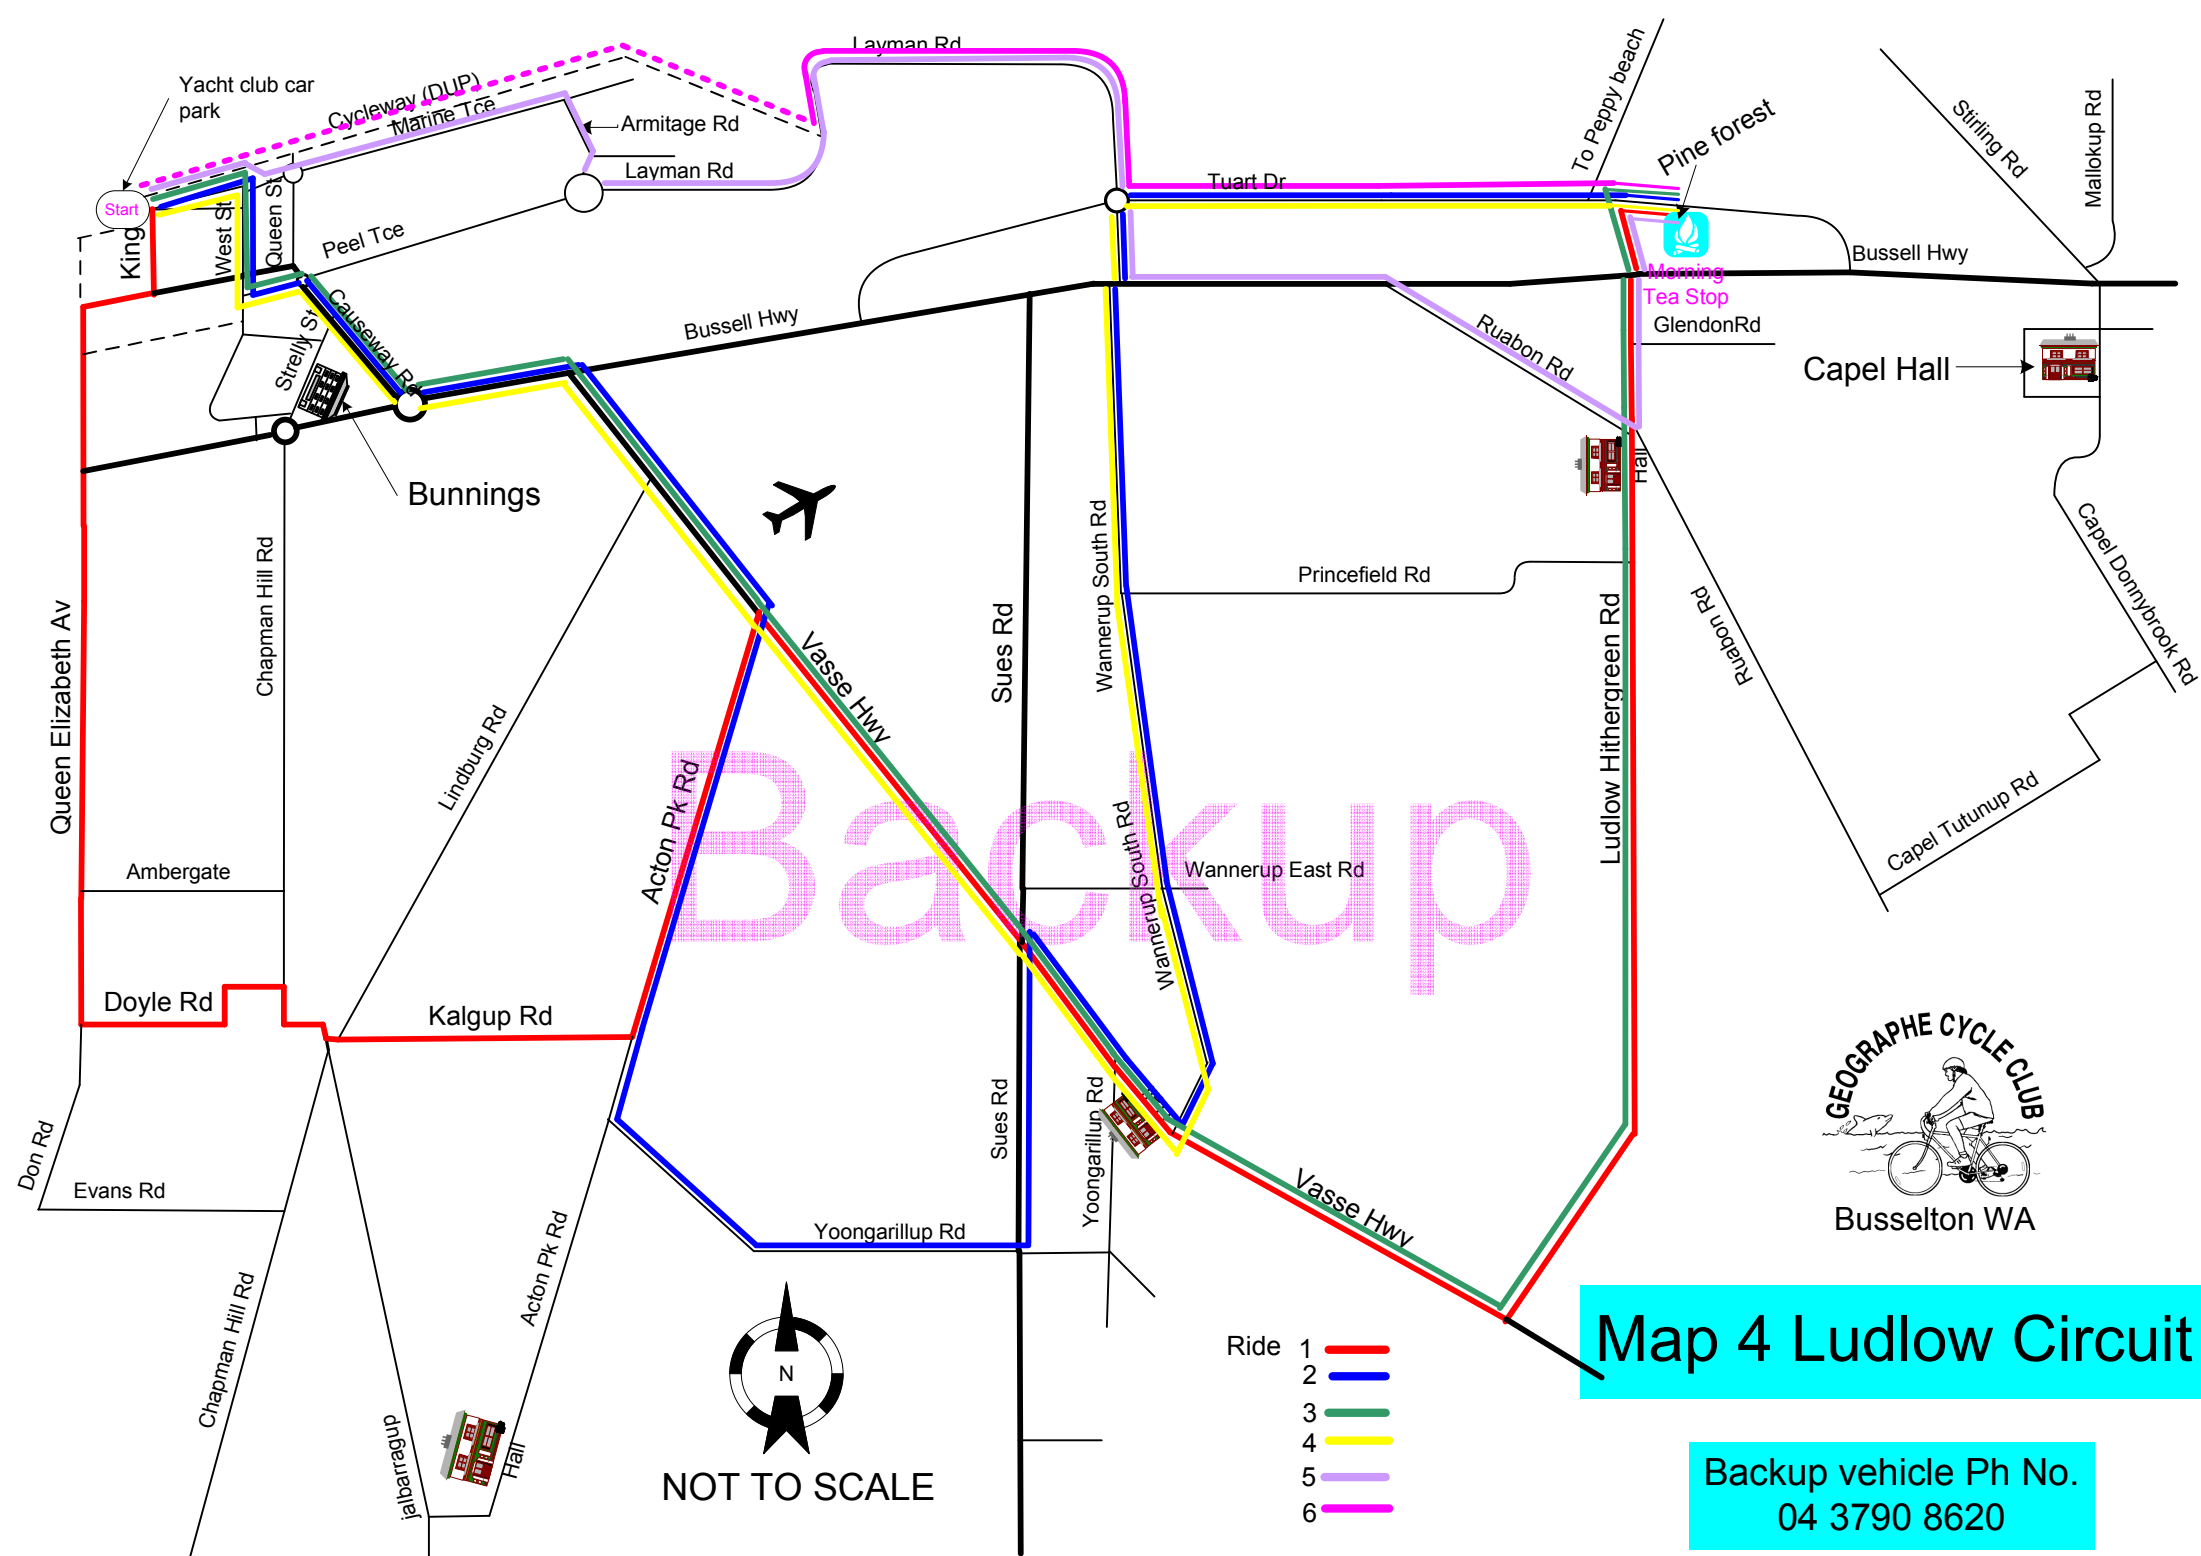 Layman Rd
Yacht club car
park
Cycleway (DUP)
Marine Tce
Armitage Rd
Layman Rd
To Peppy beach
Pine forest
Stirling Rd
Mallokup Rd
Start
King
West St
Queen St
Peel Tce
Tuart Dr
Bussell Hwy
Morning
Tea Stop
GlendonRd
Causeway Rd
Strelly St
Bussell Hwy
Ruabon Rd
Capel Hall
Bunnings
Hall
Capel Donnybrook Rd
Chapman Hill Rd
Queen Elizabeth Av
Lindburg Rd
Vasse Hwy
Sues Rd
Wannerup South Rd
Princefield Rd
Ludlow Hithergreen Rd
Ruabon Rd
Capel Tutunup Rd
Backup
Acton Pk Rd
Ambergate
Wannerup South Rd
Wannerup East Rd
Doyle Rd
Kalgup Rd
Don Rd
Evans Rd
Sues Rd
Yoongarillup Rd
Yoongarillup Rd
Vasse Hwy
Acton Pk Rd
Chapman Hill Rd
jalbarragup
Hall
N
NOT TO SCALE
GEOGRAPHE CYCLE CLUB
Busselton WA
Ride 1
2
3
4
5
6
Map 4 Ludlow Circuit
Backup vehicle Ph No.
04 3790 8620